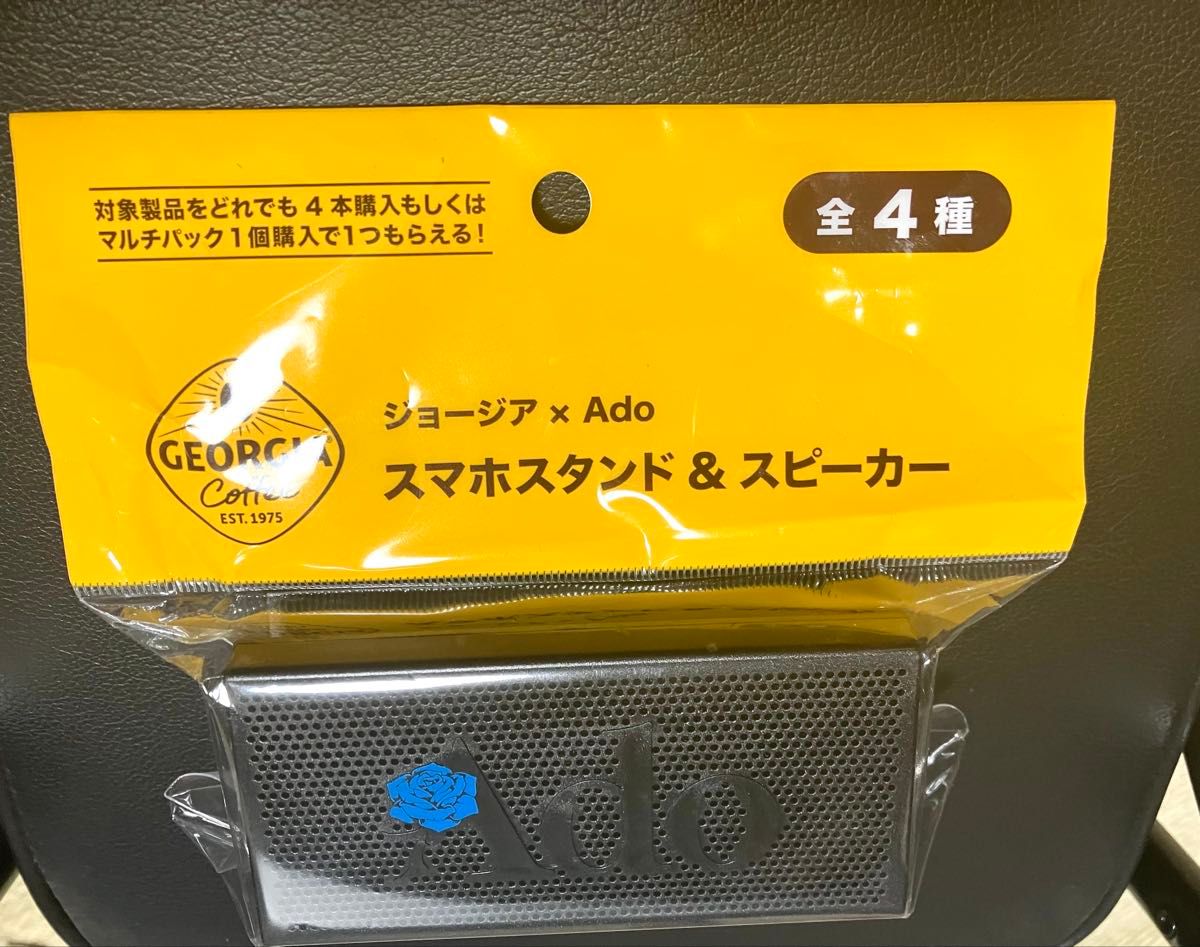 対象製品をどれでも 4 本購入もしくは
マルチパック1個購入で1つもらえる!
全4種
GEORGIA
Coffee
EST. 1975
ジョージア × Ado
スマホスタンド & スピーカー
Ado